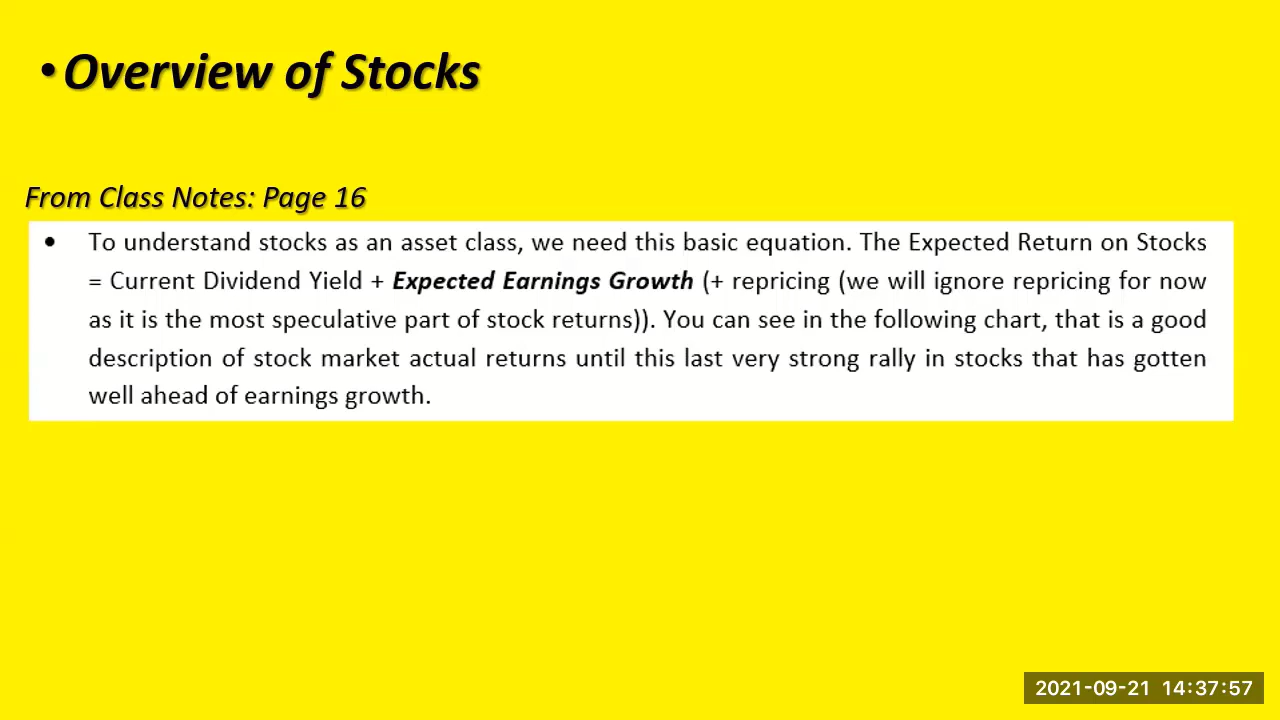 •Overview of Stocks
From Class Notes: Page 16
• To understand stocks as an asset class, we need this basic equation. The Expected Return on Stocks
= Current Dividend Yield + Expected Earnings Growth (+ repricing (we will ignore repricing for now
as it is the most speculative part of stock returns)). You can see in the following chart, that is a good
description of stock market actual returns until this last very strong rally in stocks that has gotten
well ahead of earnings growth.
2021-09-21 14:37:57